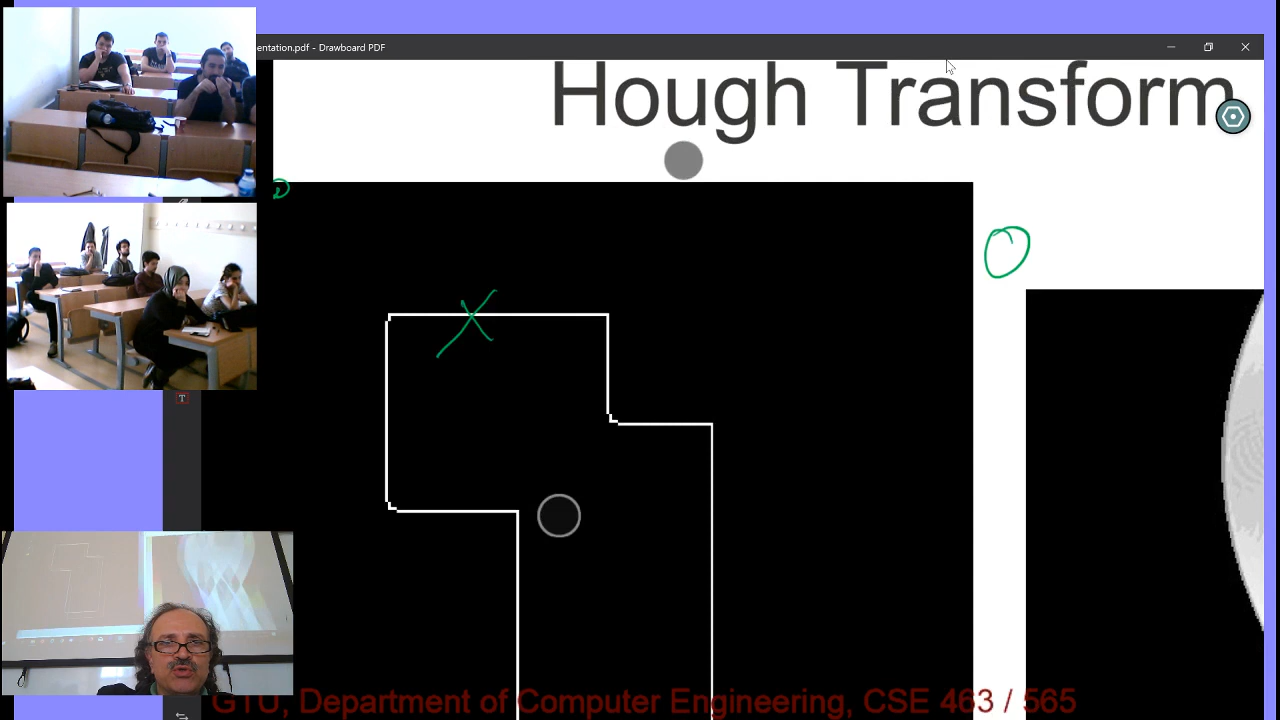 entation.pdf - Drawboard PDF
Hough Transform
T
GTU, Department of Computer Engineering, CSE 463 / 565